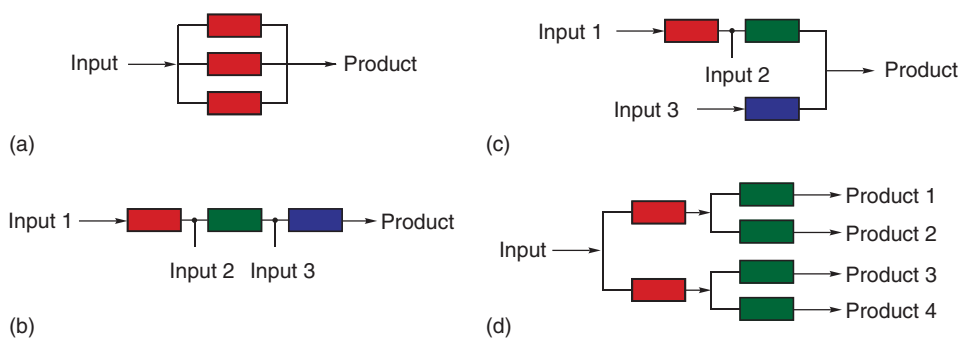 Input
Product
(a)
Input 1
Input 2
Input 3
Product
(b)
Input 1
Input 2
Product
Input 3
(c)
Input
Product 1
Product 2
Product 3
Product 4
(d)